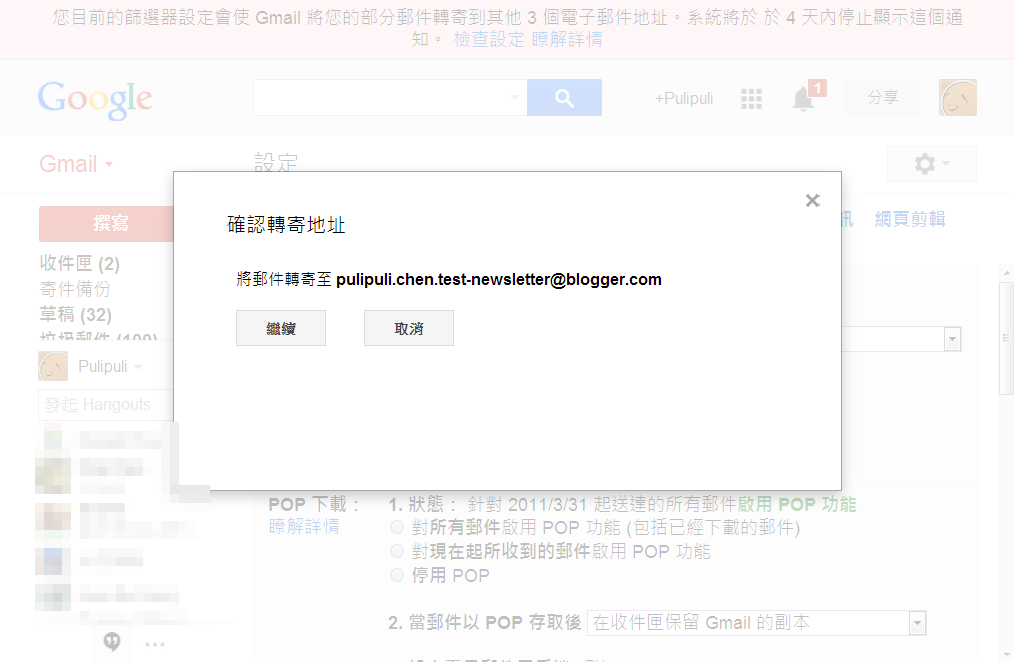 您目前的篩選器設定會使 Gmail 將您的部分郵件轉寄到其他 3 個電子郵件地址。系統將於 於 4 天內停止顯示這個通
知。 檢查設定 瞭解詳情
Google
+Pulipuli
1
分享
Gmail
設定
撰寫
訊 網頁剪輯
收件匣 (2)
寄件備份
草稿 (32)
垃圾郵件 (100)
Pulipuli
發起 Hangouts
確認轉寄地址
將郵件轉寄至 pulipuli.chen.test-newsletter@blogger.com
繼續
取消
POP 下載：
瞭解詳情
1. 狀態： 針對 2011/3/31 起送達的所有郵件啟用 POP 功能
對所有郵件啟用 POP 功能 (包括已經下載的郵件)
對現在起所收到的郵件啟用 POP 功能
停用 POP
2. 當郵件以 POP 存取後 在收件匣保留 Gmail 的副本